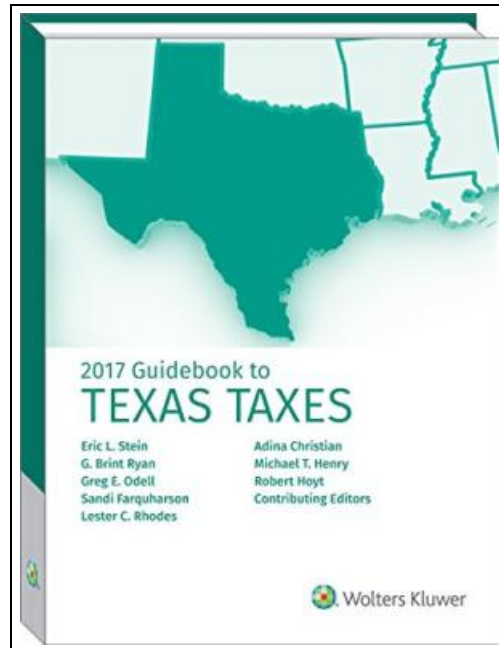 2017 Guidebook to
TEXAS TAXES
Eric L. Stein
G. Brint Ryan
Greg E. Odell
Sandi Farquharson
Lester C. Rhodes
Adina Christian
Michael T. Henry
Robert Hoyt
Contributing Editors
Wolters Kluwer